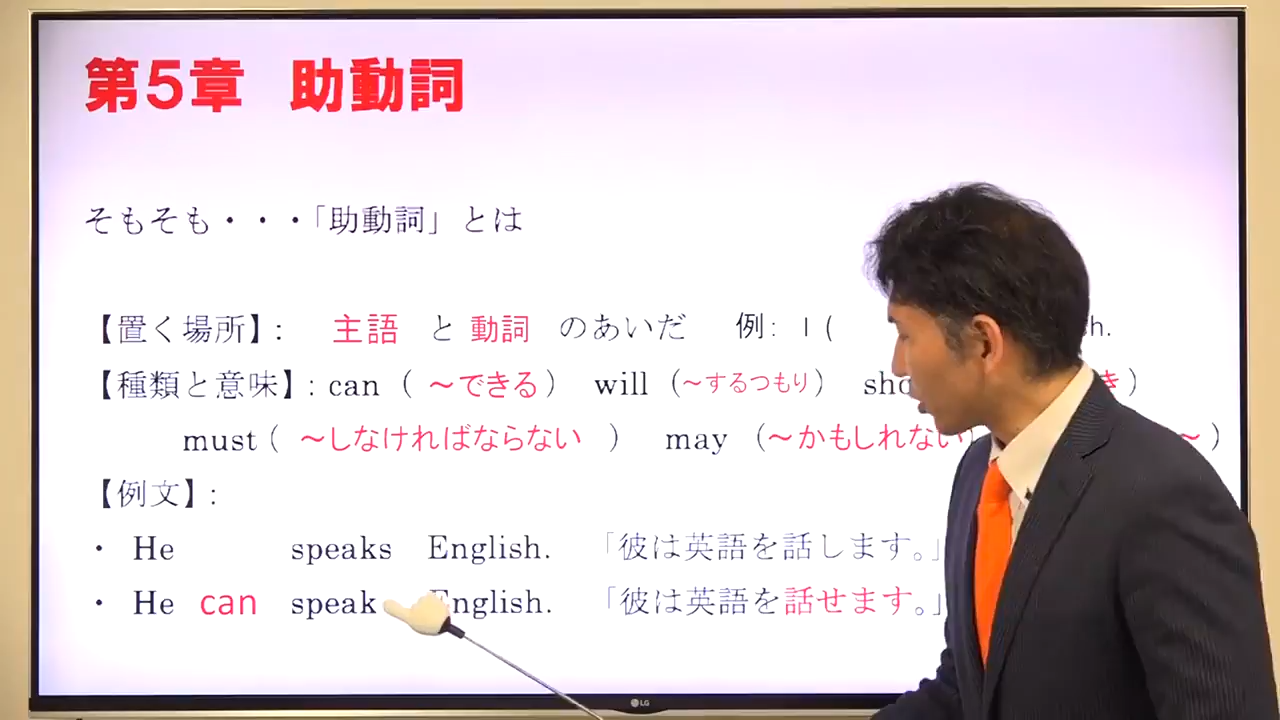 第5章 助動詞
そもそも・・・「助動詞」とは
【置く場所】: 主語 と 動詞 のあいだ 例: I ( h.
【種類と意味】: can ( ～できる ) will (～するつもり) sho き)
must ( ～しなければならない ) may (～かもしれない) ～ )
【例文】:
・ He speaks English. 「彼は英語を話します。」
・ He can speak English. 「彼は英語を話せます。」
LG